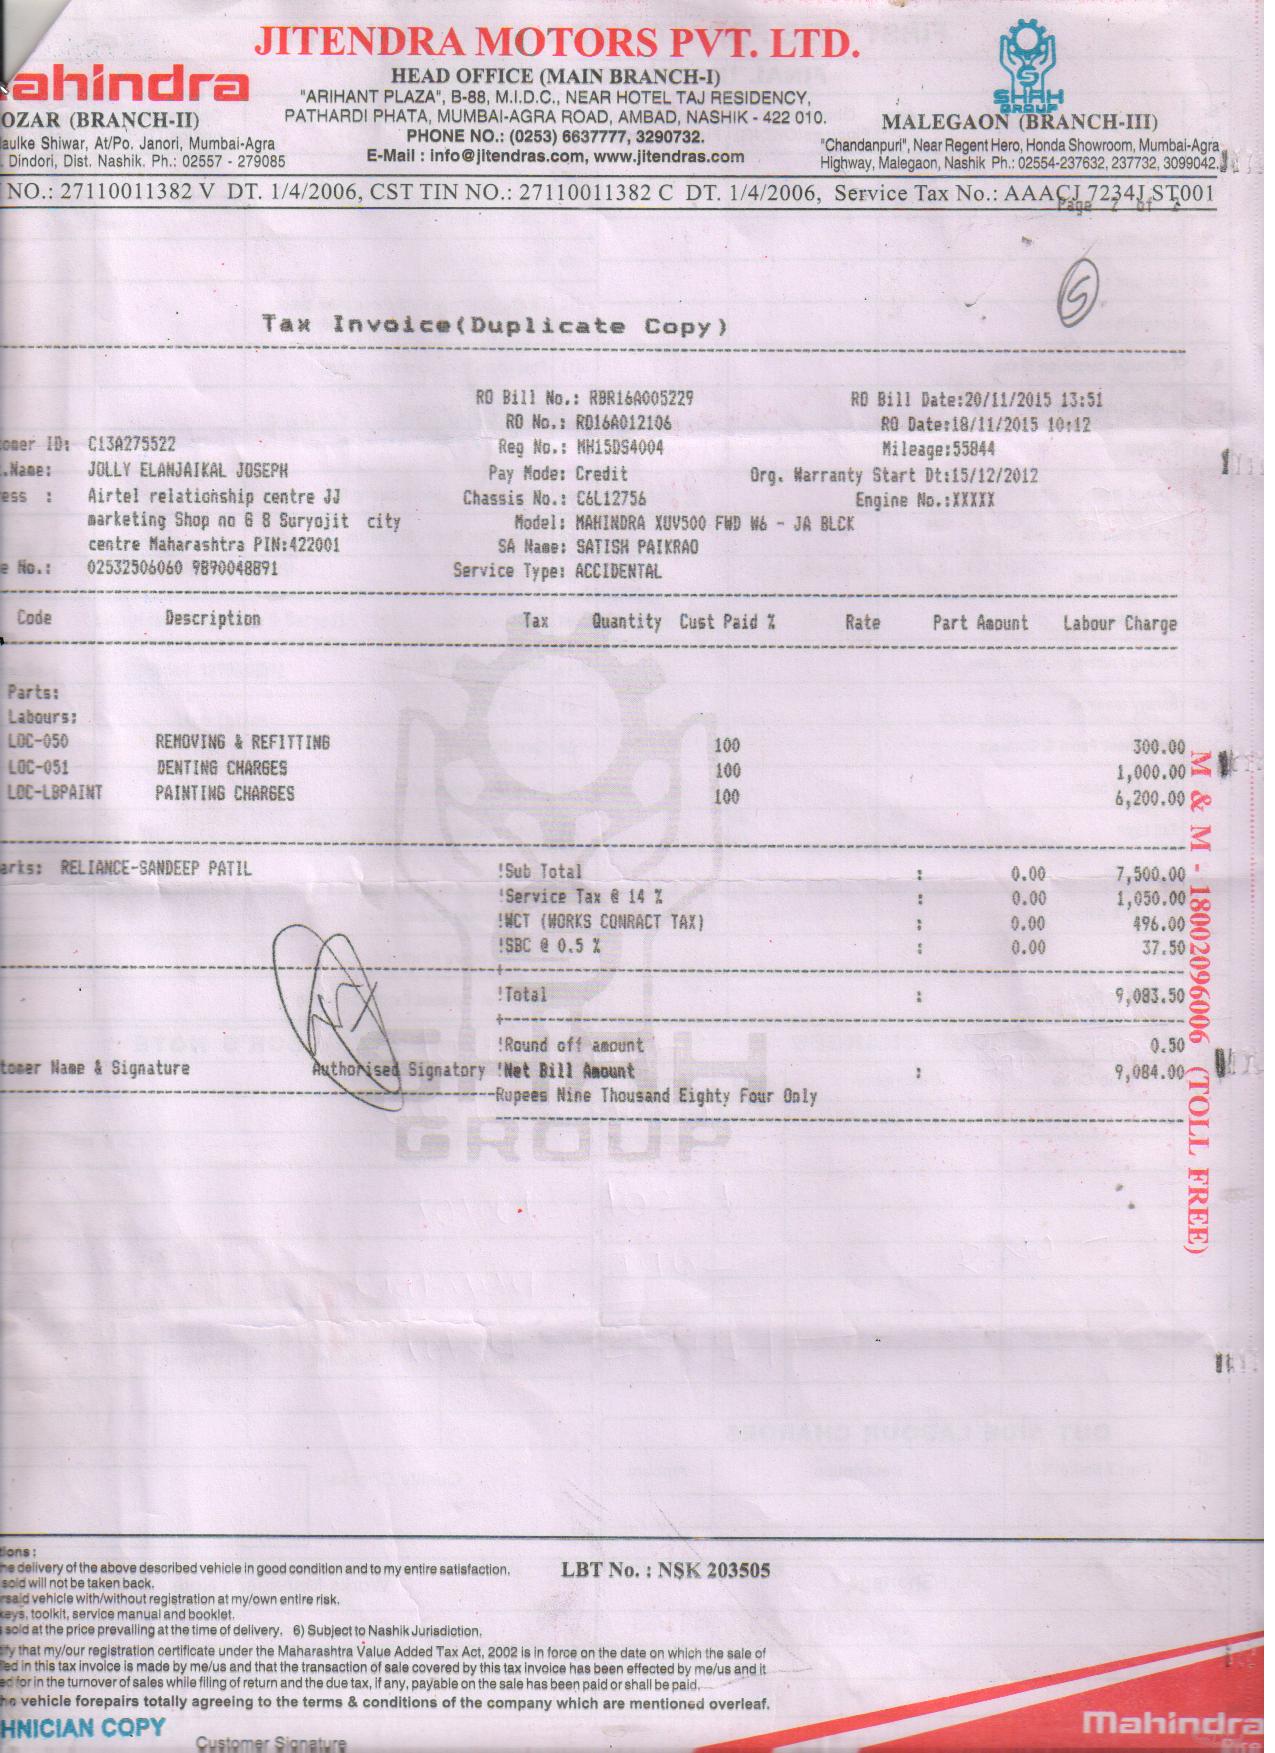 JITENDRA MOTORS PVT. LTD.
mahindra
HEAD OFFICE (MAIN BRANCH-I)
"ARIHANT PLAZA", B-88, M.I.D.C., NEAR HOTEL TAJ RESIDENCY,
PATHARDI PHATA, MUMBAI-AGRA ROAD, AMBAD, NASHIK - 422 010.
PHONE NO.: (0253) 6637777, 3290732.
E-Mail : info@jitendras.com, www.jitendras.com
OZAR (BRANCH-II)
aulke Shiwar, At/Po. Janori, Mumbai-Agra
. Dindori, Dist. Nashik. Ph.: 02557 - 279085
SHAH
GROUP
MALEGAON (BRANCH-III)
"Chandanpuri", Near Regent Hero, Honda Showroom, Mumbai-Agra
Highway, Malegaon, Nashik Ph.: 02554-237632, 237732, 3099042.
NO.: 27110011382 V DT. 1/4/2006, CST TIN NO.: 27110011382 C DT. 1/4/2006, Service Tax No.: AAACJ 7234J ST001
Page 2 of 2
S
Tax Invoice(Duplicate Copy)
RO Bill No.: RBR16A005229 RO Bill Date:20/11/2015 13:51
RO No.: RO16A012106 RO Date:18/11/2015 10:12
omer ID: C13A275522 Reg No.: MH15DS4004 Mileage:55844
.Name: JOLLY ELANJAIKAL JOSEPH Pay Mode: Credit Org. Warranty Start Dt:15/12/2012
ess : Airtel relationship centre JJ Chassis No.: C6L12756 Engine No.:XXXXX
marketing Shop no 6 8 Suryojit city Model: MAHINDRA XUV500 FWD W6 - JA BLCK
centre Maharashtra PIN:422001 SA Name: SATISH PAIKRAO
e No.: 02532506060 9890048891 Service Type: ACCIDENTAL
Code Description Tax Quantity Cust Paid % Rate Part Amount Labour Charge
Parts:
Labours:
LOC-050 REMOVING & REFITTING 100 300.00
LOC-051 DENTING CHARGES 100 1,000.00
LOC-LBPAINT PAINTING CHARGES 100 6,200.00
arts: RELIANCE-SANDEEP PATIL !Sub Total : 0.00 7,500.00
!Service Tax @ 14 % : 0.00 1,050.00
!WCT (WORKS CONRACT TAX) : 0.00 496.00
!SBC @ 0.5 % : 0.00 37.50
!Total : 9,083.50
!Round off amount 0.50
tomer Name & Signature Authorised Signatory !Net Bill Amount : 9,084.00
Rupees Nine Thousand Eighty Four Only
SHAH
GROUP
M & M - 18002096006 (TOLL FREE)
tions :
he delivery of the above described vehicle in good condition and to my entire satisfaction.
sold will not be taken back.
rsaid vehicle with/without registration at my/own entire risk.
keys, toolkit, service manual and booklet.
sold at the price prevailing at the time of delivery. 6) Subject to Nashik Jurisdiction.
LBT No. : NSK 203505
fy that my/our registration certificate under the Maharashtra Value Added Tax Act, 2002 is in force on the date on which the sale of
ed in this tax invoice is made by me/us and that the transaction of sale covered by this tax invoice has been effected by me/us and it
ed for in the turnover of sales while filing of return and the due tax, if any, payable on the sale has been paid or shall be paid.
he vehicle forepairs totally agreeing to the terms & conditions of the company which are mentioned overleaf.
HNICIAN COPY
Customer Signature
Mahindra
Rise